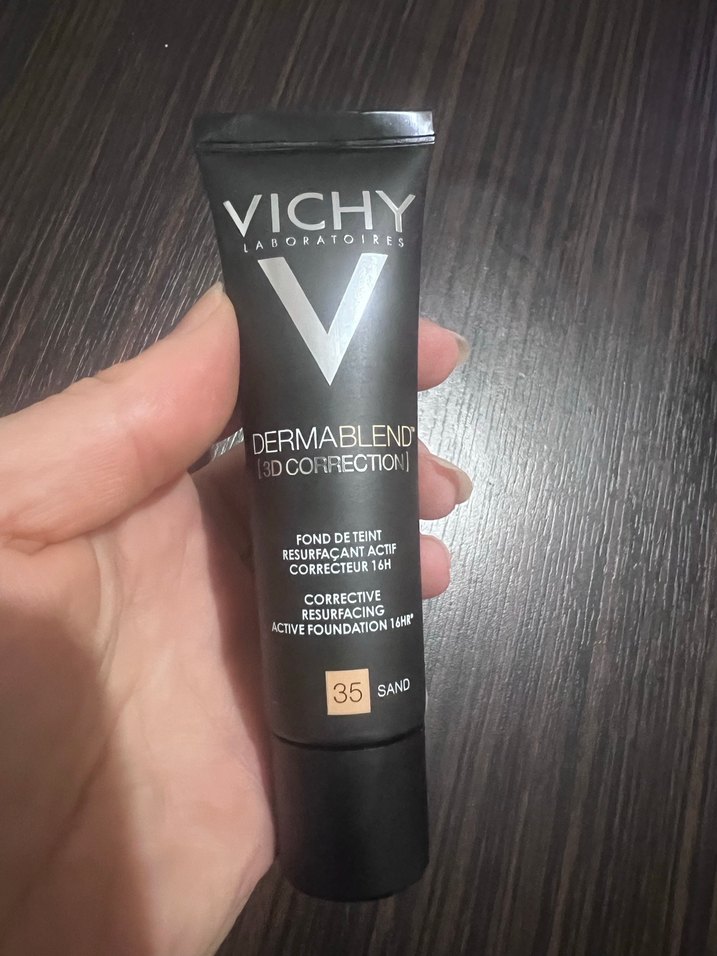 VICHY
LABORATOIRES
V
DERMABLEND™
[3D CORRECTION]
FOND DE TEINT
RESURFAÇANT ACTIF
CORRECTEUR 16H
CORRECTIVE
RESURFACING
ACTIVE FOUNDATION 16HR*
35 SAND